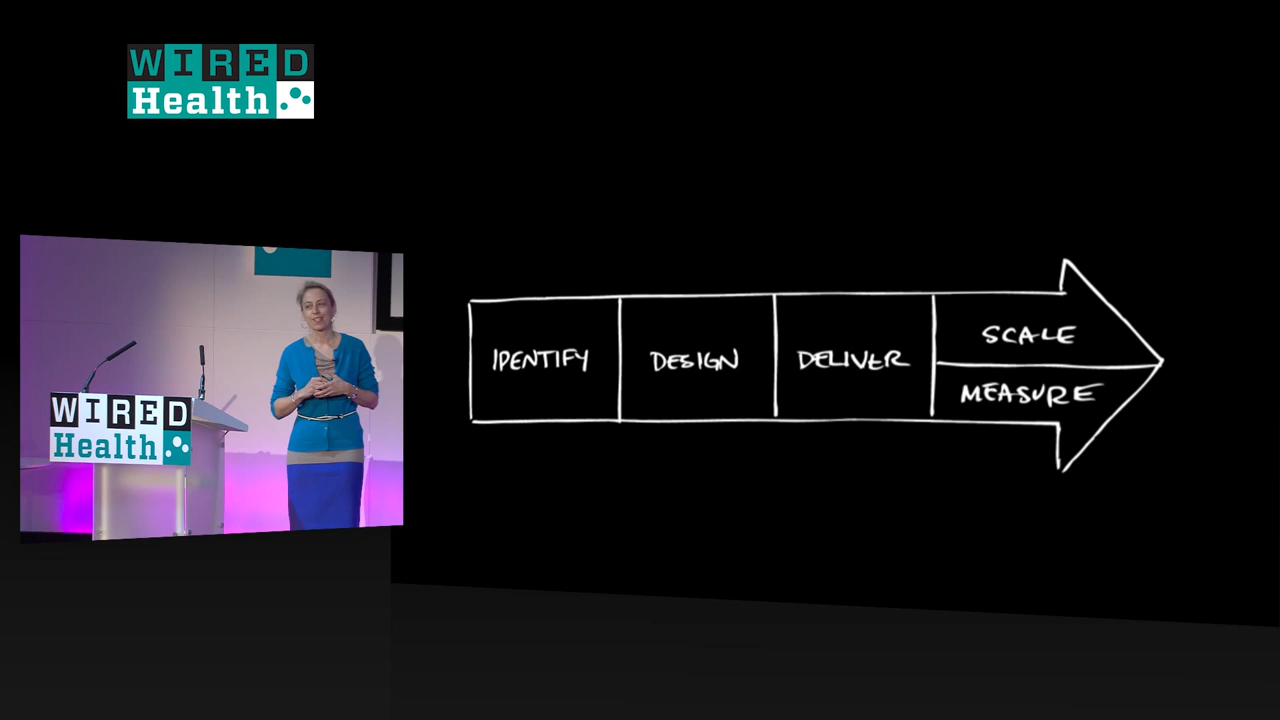 WIRED
Health
WIRED
Health
IDENTIFY
DESIGN
DELIVER
SCALE
MEASURE